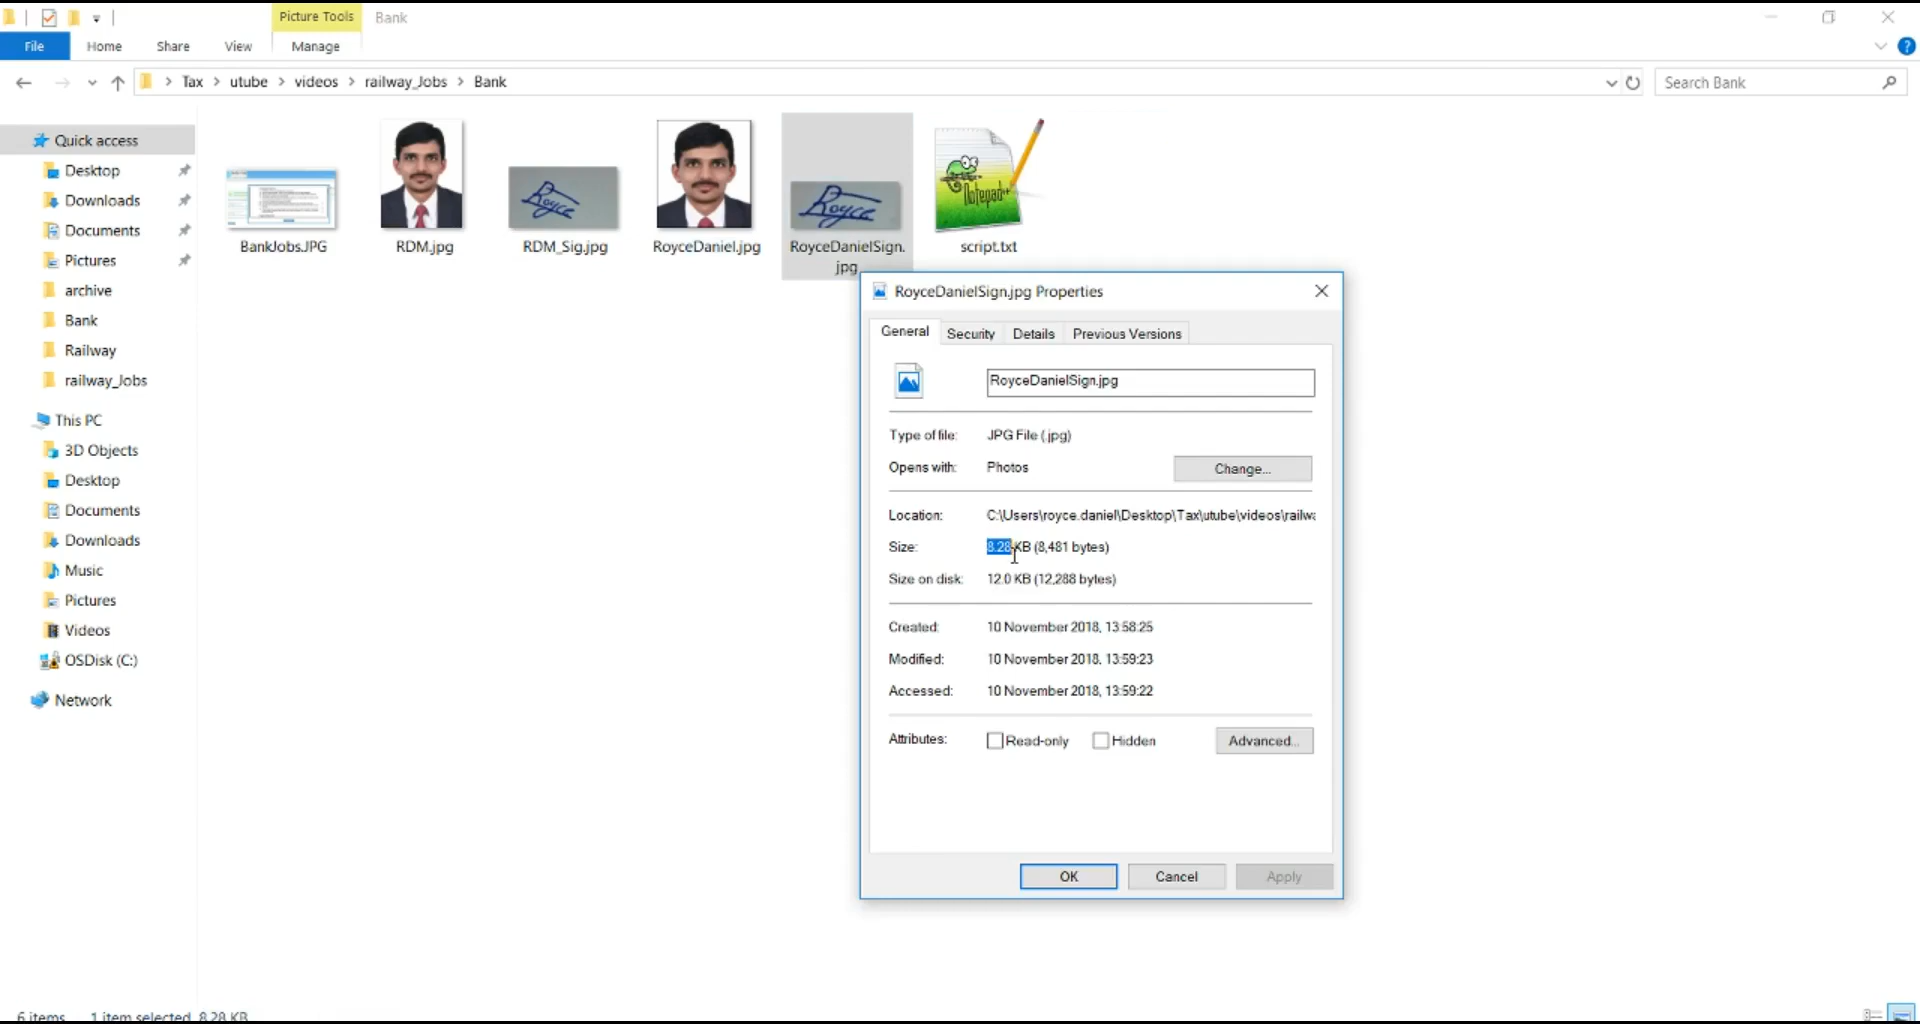 Picture Tools
Bank
File
Home
Share
View
Manage
Tax
utube
videos
railway_Jobs
Bank
Search Bank
Quick access
Desktop
Downloads
Documents
Pictures
archive
Bank
Railway
railway_Jobs
This PC
3D Objects
Desktop
Documents
Downloads
Music
Pictures
Videos
OSDisk (C:)
Network
BankJobs.JPG
Royce
RDM.jpg
RDM_Sig.jpg
RoyceDaniel.jpg
Royce
RoyceDanielSign.
jpg
Notepad++
script.txt
RoyceDanielSign.jpg Properties
General
Security
Details
Previous Versions
RoyceDanielSign.jpg
Type of file: JPG File (.jpg)
Opens with: Photos
Change...
Location: C:\Users\royce.daniel\Desktop\Tax\utube\videos\railwa
Size: 8.28 KB (8,481 bytes)
Size on disk: 12.0 KB (12,288 bytes)
Created: 10 November 2018, 13:58:25
Modified: 10 November 2018, 13:59:23
Accessed: 10 November 2018, 13:59:22
Attributes: Read-only Hidden
Advanced...
OK
Cancel
Apply
6 items 1 item selected 8.28 KB